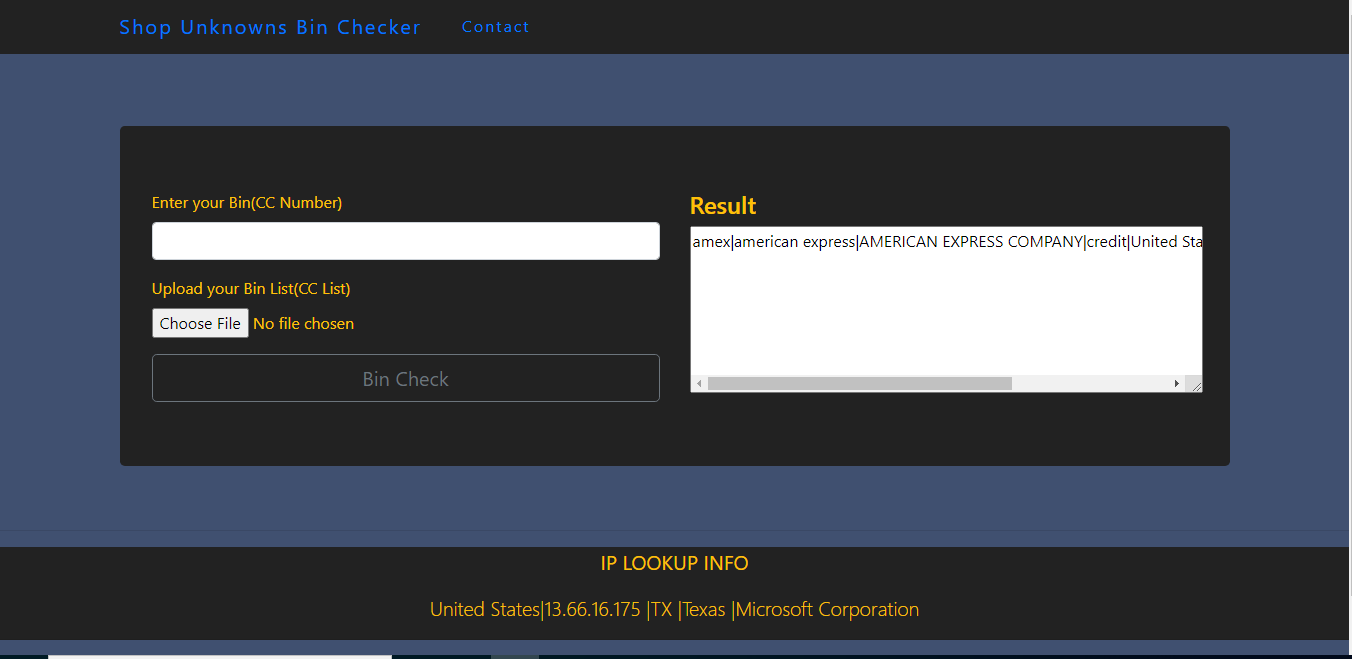 Shop Unknowns Bin Checker Contact
Enter your Bin(CC Number)
Upload your Bin List(CC List)
Choose File No file chosen
Bin Check
Result
amex|american express|AMERICAN EXPRESS COMPANY|credit|United Sta
IP LOOKUP INFO
United States|13.66.16.175 |TX |Texas |Microsoft Corporation